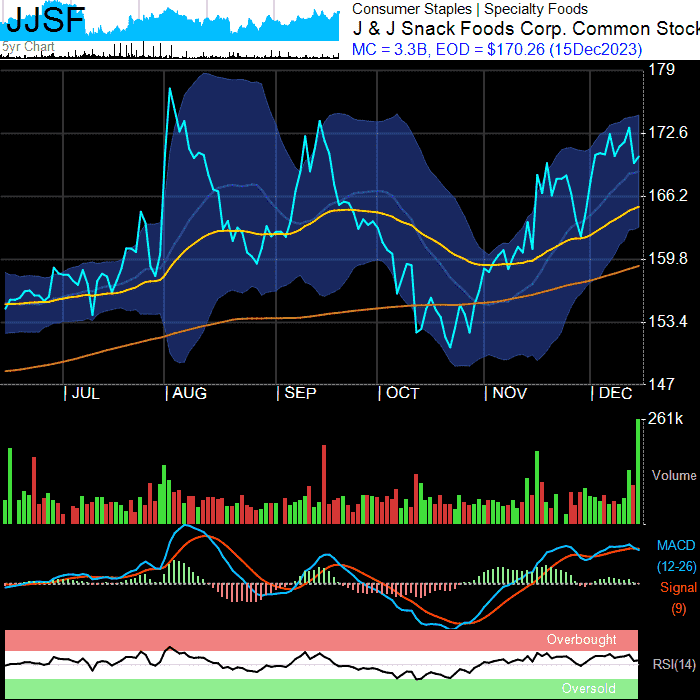 JJSF
5yr Chart
Consumer Staples | Specialty Foods
J & J Snack Foods Corp. Common Stock
MC = 3.3B, EOD = $170.26 (15Dec2023)
179
172.6
166.2
159.8
153.4
147
| JUL | AUG | SEP | OCT | NOV | DEC
261k
Volume
MACD
(12-26)
Signal
(9)
Overbought
RSI(14)
Oversold